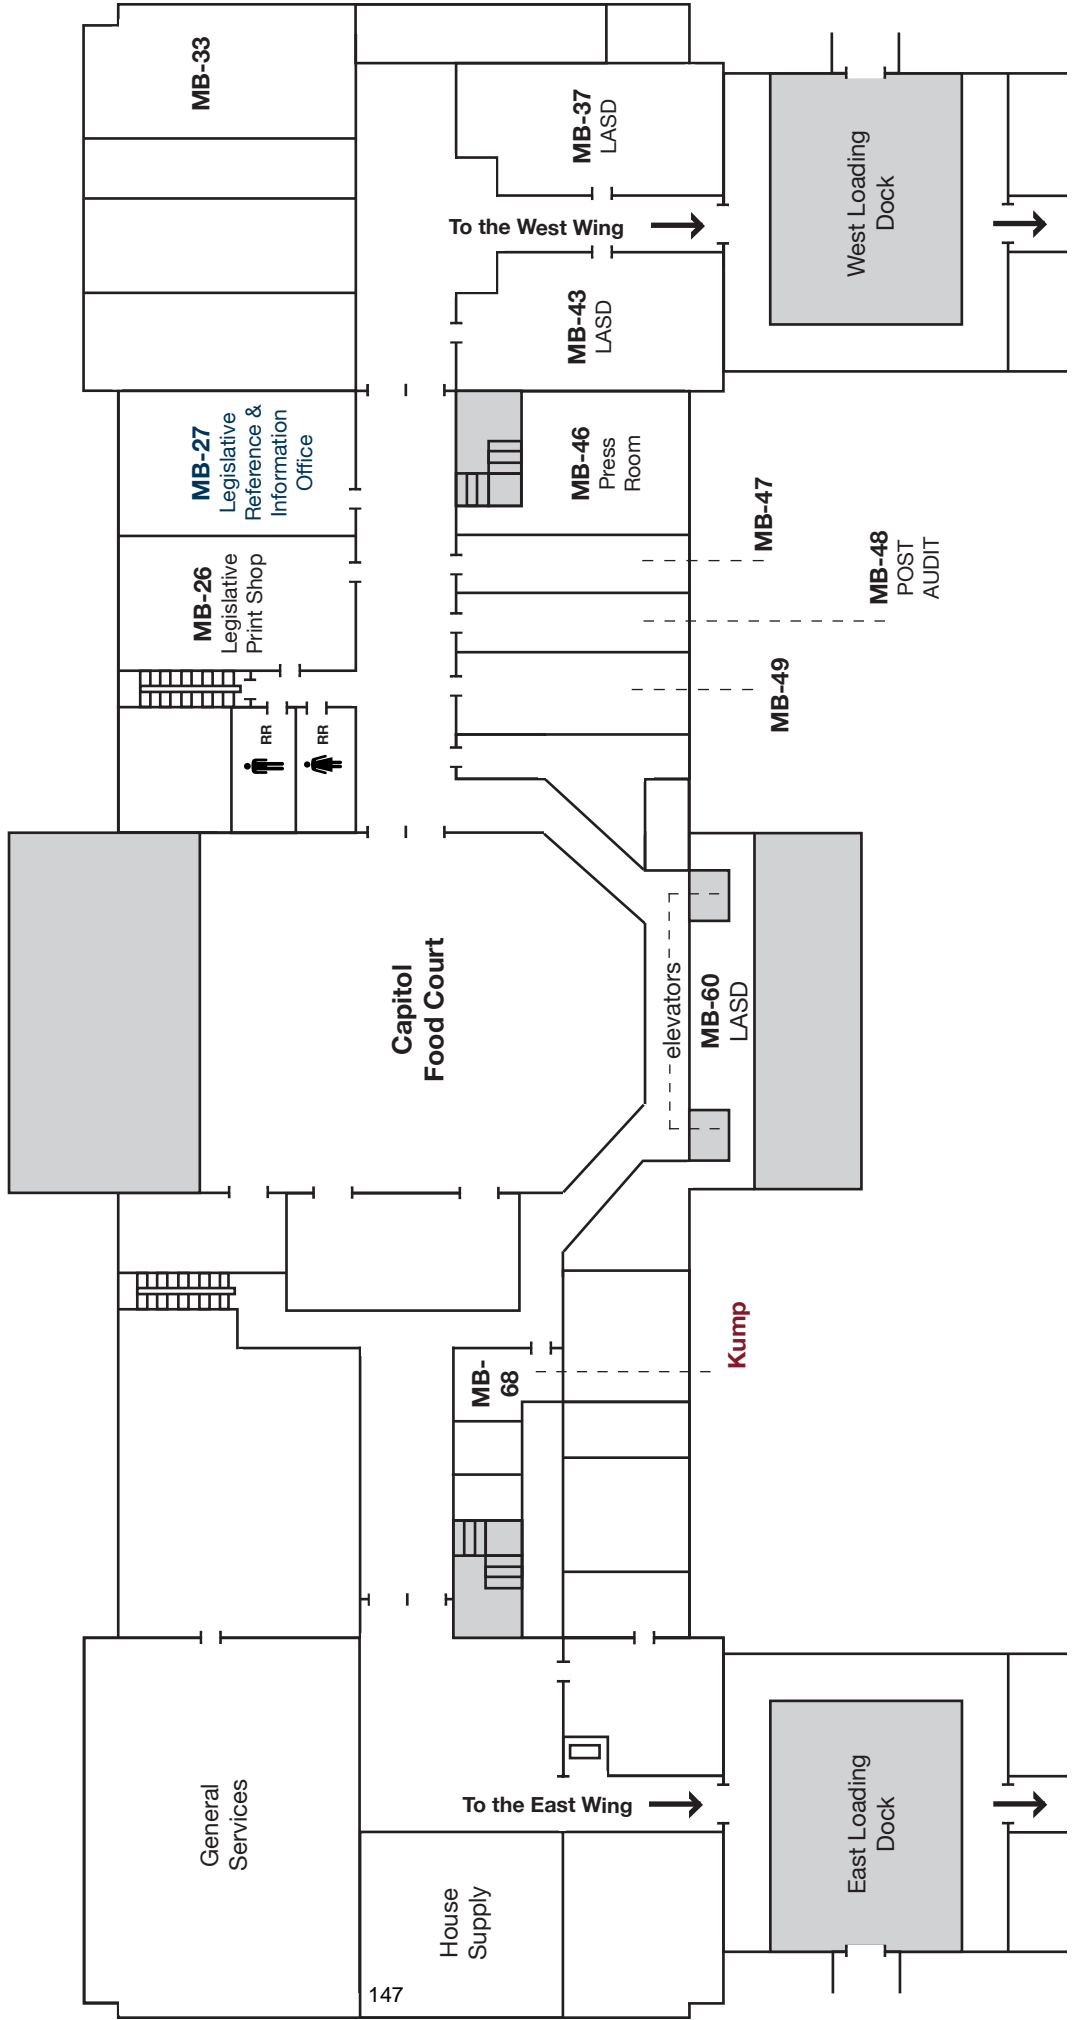 MB-33
MB-37
LASD
To the West Wing
West Loading
Dock
MB-43
LASD
MB-27
Legislative
Reference &
Information
Office
MB-46
Press
Room
MB-47
MB-48
POST
AUDIT
MB-26
Legislative
Print Shop
MB-49
RR
RR
Capitol
Food Court
elevators
MB-60
LASD
MB-
68
Kump
General
Services
To the East Wing
East Loading
Dock
House
Supply
147